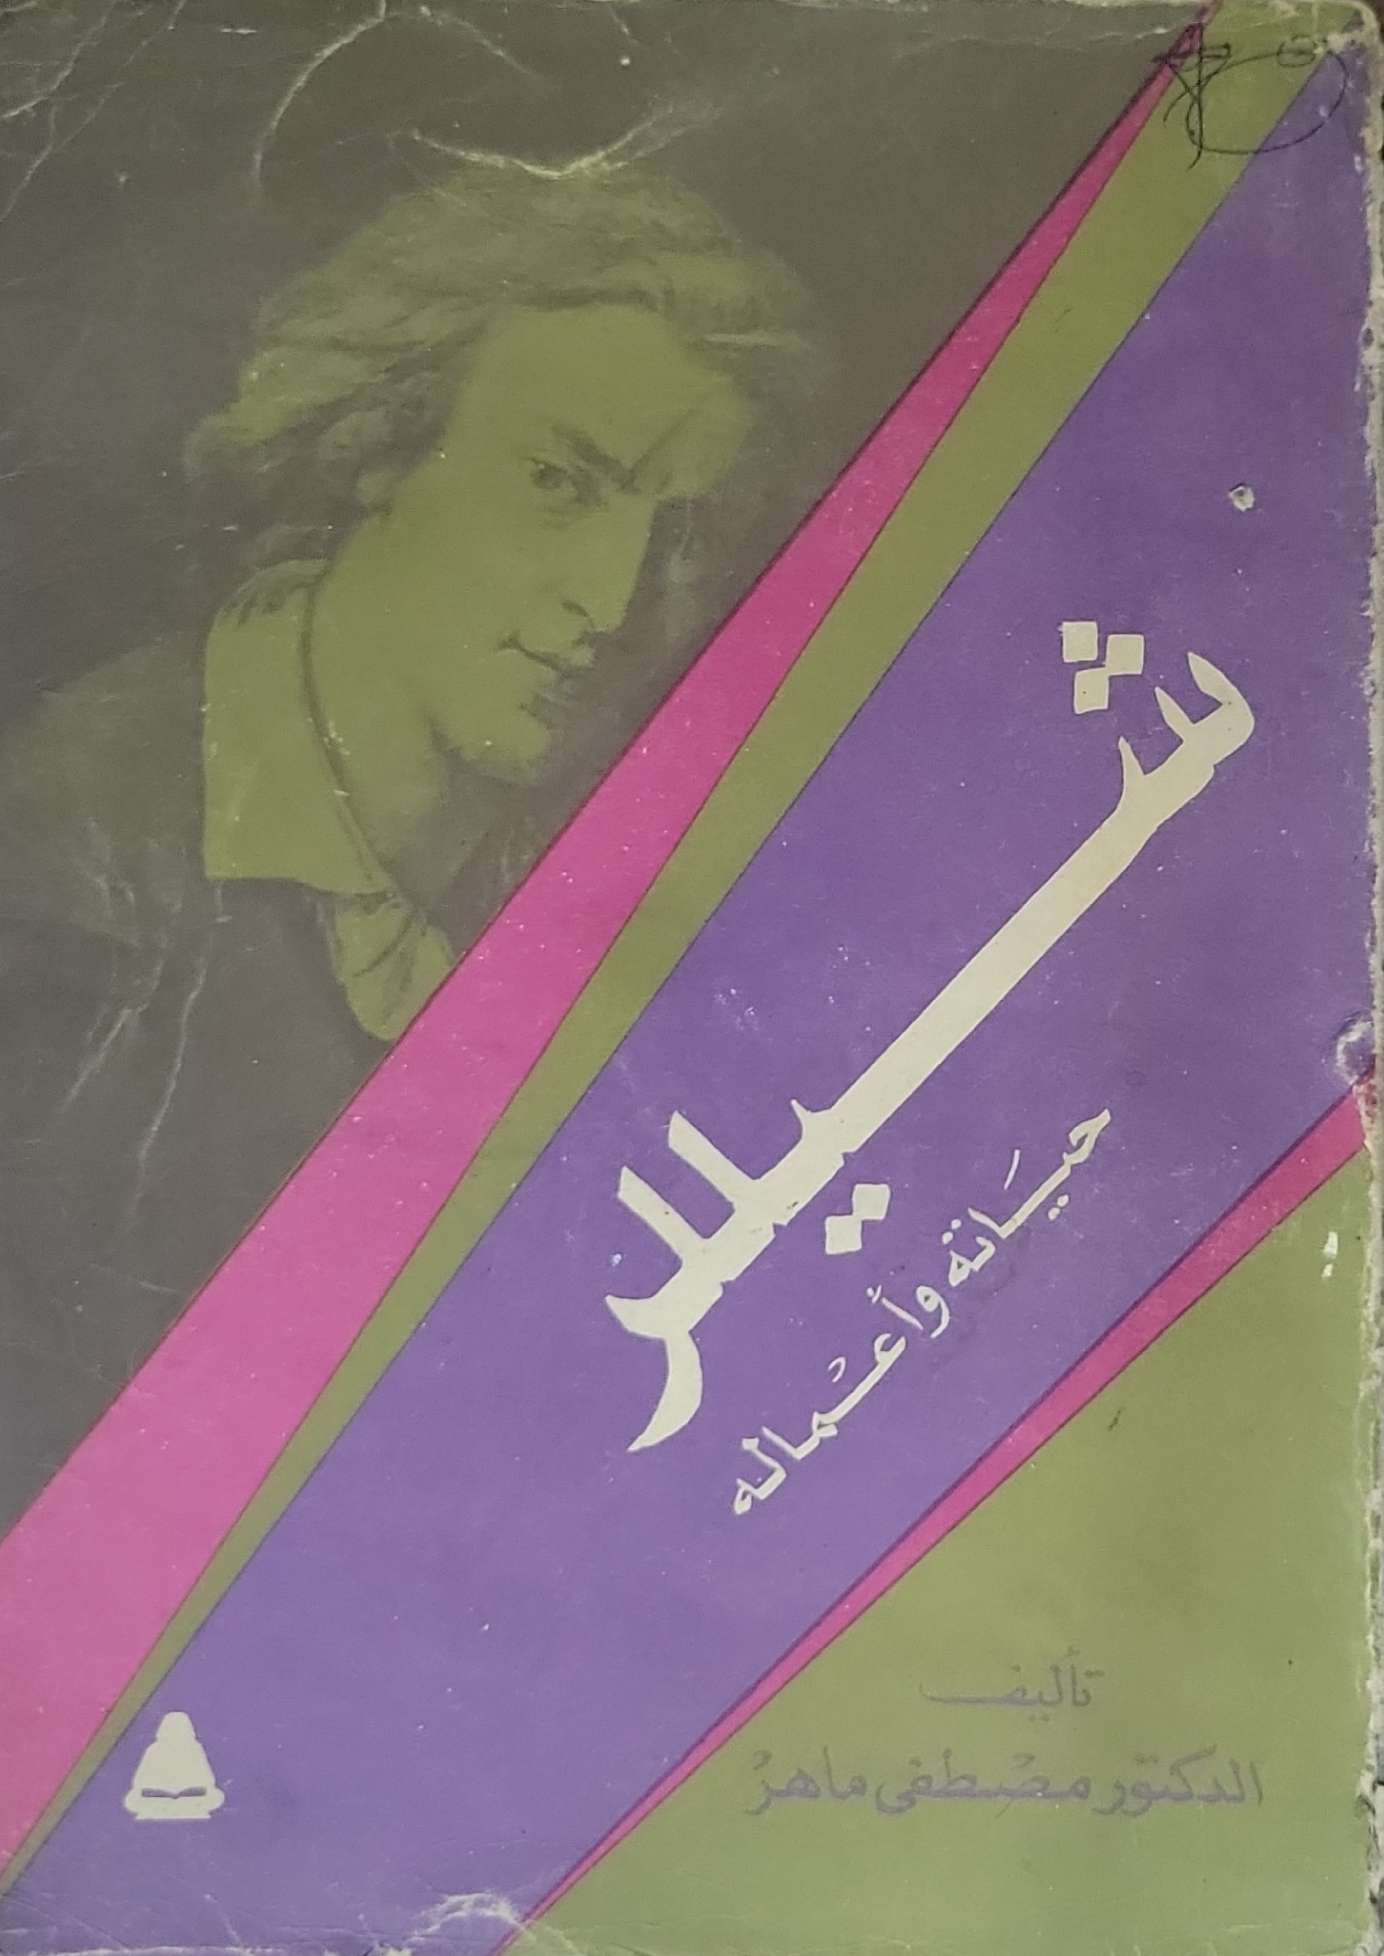 شيللر
حياته وأعماله
تأليف
الدكتور مصطفى ماهر